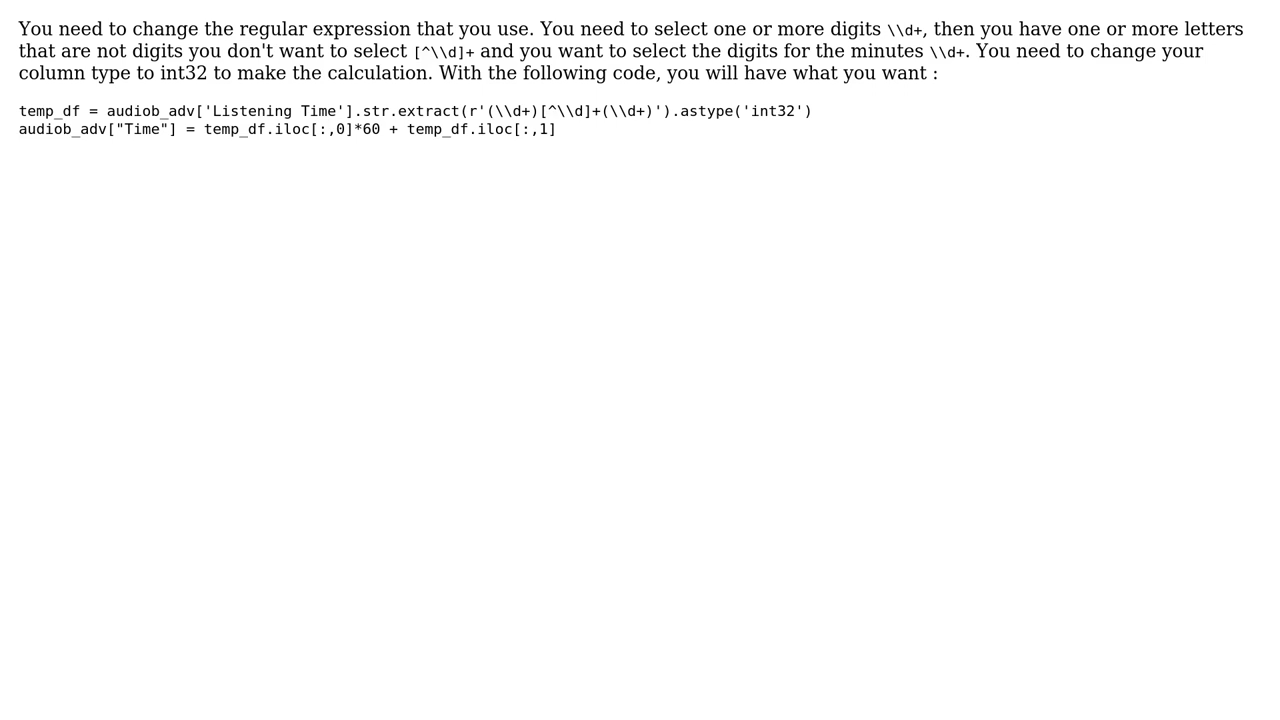 You need to change the regular expression that you use. You need to select one or more digits \\d+, then you have one or more letters
that are not digits you don't want to select [^\\d]+ and you want to select the digits for the minutes \\d+. You need to change your
column type to int32 to make the calculation. With the following code, you will have what you want :
temp_df = audiob_adv['Listening Time'].str.extract(r'(\\d+)[^\\d]+(\\d+)').astype('int32')
audiob_adv["Time"] = temp_df.iloc[:,0]*60 + temp_df.iloc[:,1]